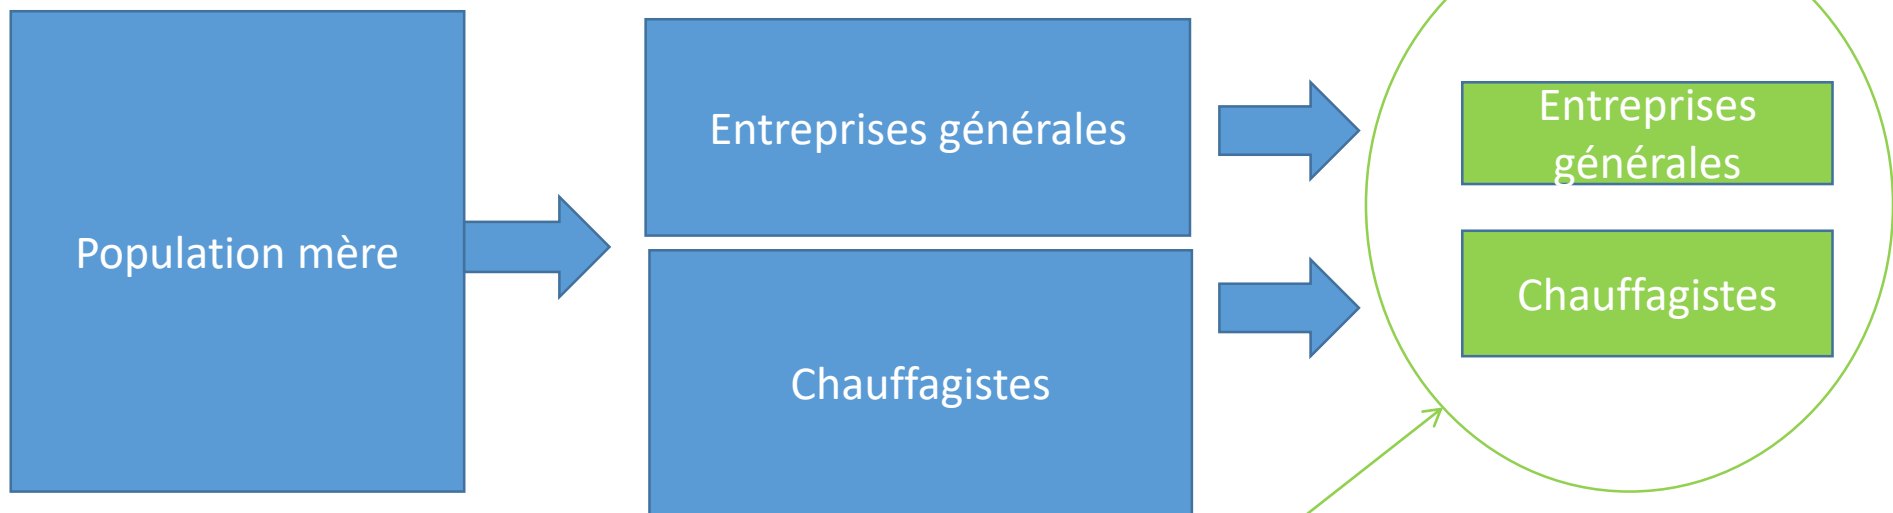 Population mère
Entreprises générales
Chauffagistes
Entreprises
générales
Chauffagistes